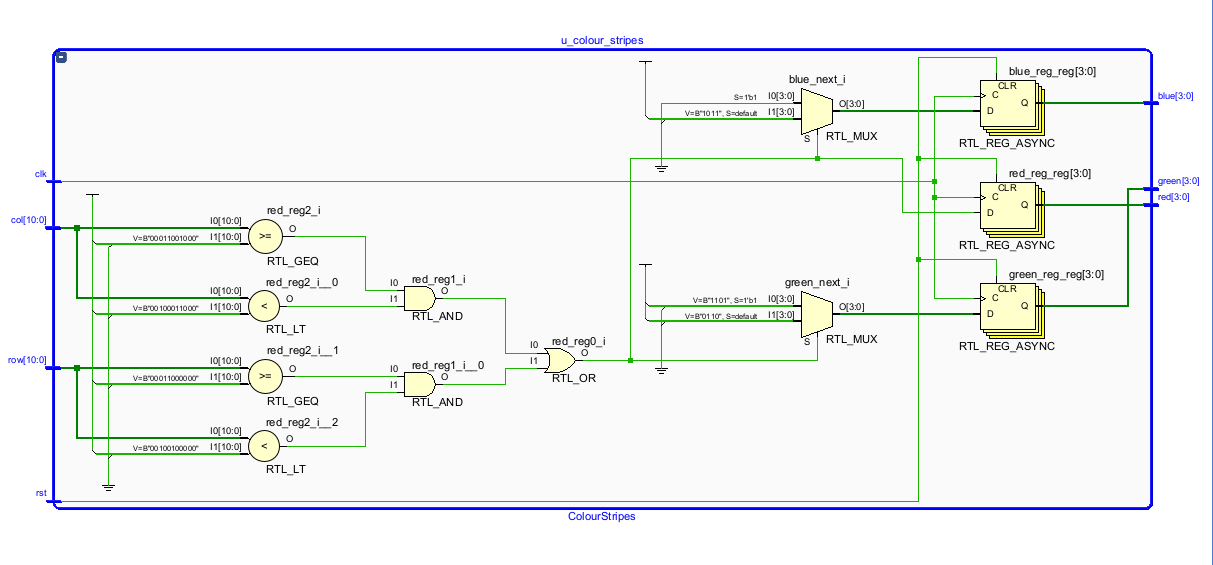 u_colour_stripes
blue_reg_reg[3:0]
CLR
C
Q
D
RTL_REG_ASYNC
blue[3:0]
blue_next_i
S=1'b1
I0[3:0]
V=B"1011", S=default
I1[3:0]
O[3:0]
S
RTL_MUX
clk
red_reg_reg[3:0]
CLR
C
Q
D
RTL_REG_ASYNC
green[3:0]
red[3:0]
col[10:0]
red_reg2_i
I0[10:0]
V=B"00011001000"
I1[10:0]
>=
O
RTL_GEQ
red_reg2_i__0
I0[10:0]
V=B"00100011000"
I1[10:0]
<
O
RTL_LT
red_reg1_i
I0
I1
O
RTL_AND
green_next_i
V=B"1101", S=1'b1
I0[3:0]
V=B"0110", S=default
I1[3:0]
O[3:0]
S
RTL_MUX
green_reg_reg[3:0]
CLR
C
Q
D
RTL_REG_ASYNC
row[10:0]
red_reg2_i__1
I0[10:0]
V=B"00011000000"
I1[10:0]
>=
O
RTL_GEQ
red_reg1_i__0
I0
I1
O
RTL_AND
red_reg0_i
I0
I1
O
RTL_OR
red_reg2_i__2
I0[10:0]
V=B"00100100000"
I1[10:0]
<
O
RTL_LT
rst
ColourStripes